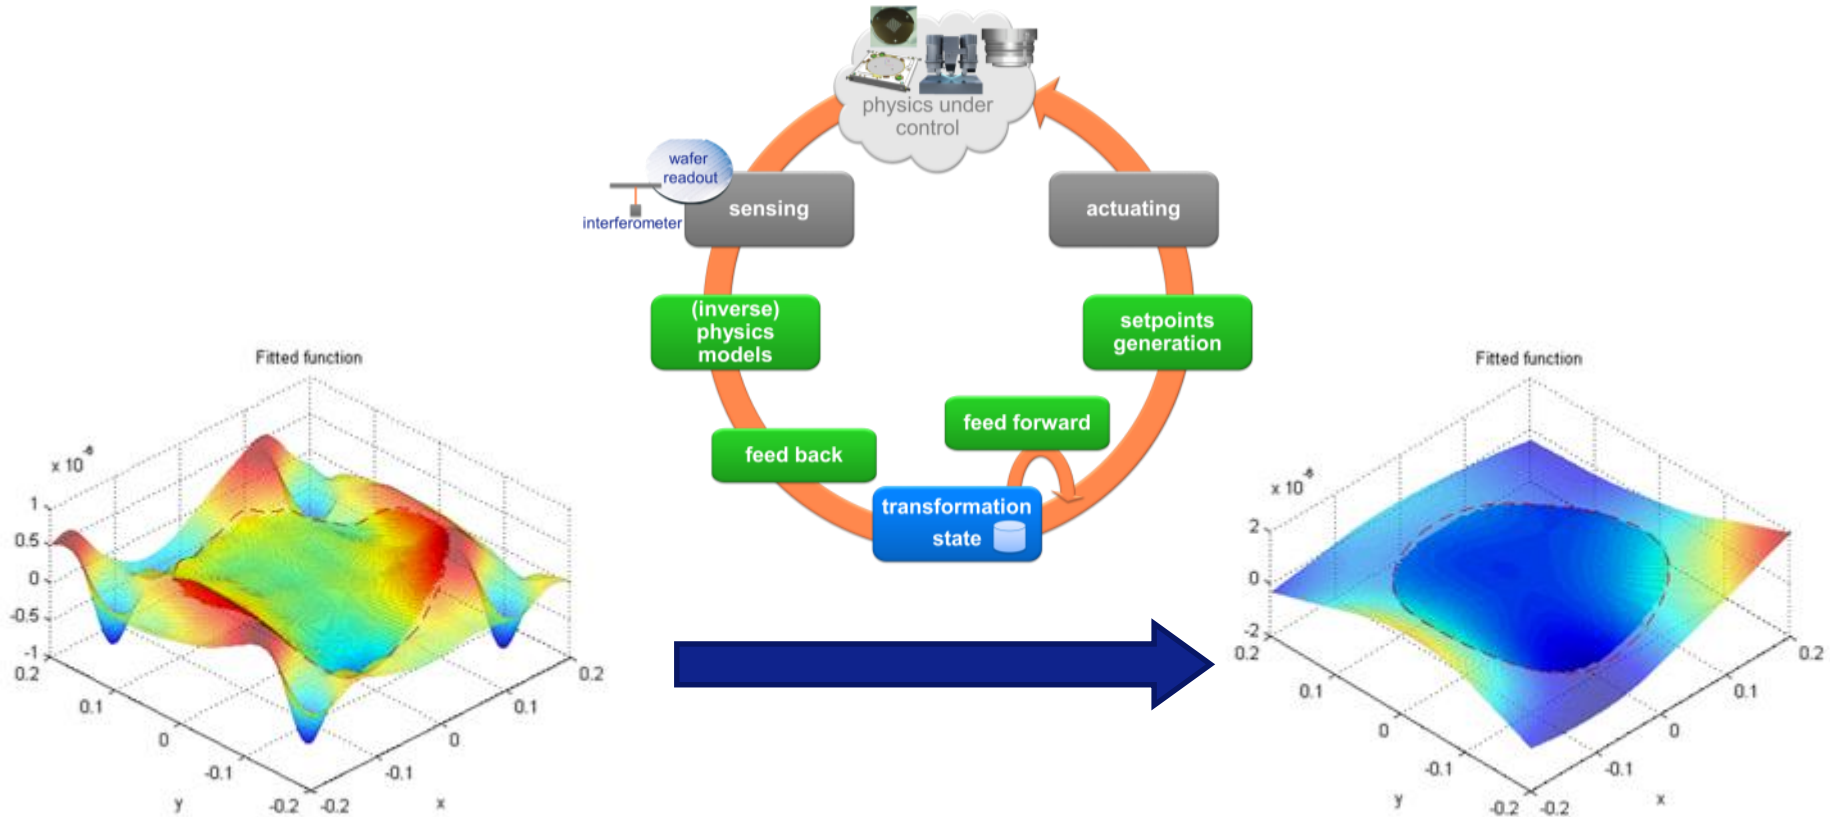 physics under
control
wafer
readout
interferometer
sensing
actuating
(inverse)
physics
models
setpoints
generation
feed forward
feed back
transformation
state
Fitted function
x 10^-6
1
0.5
0
-0.5
-1
0.2
0.1
0
-0.1
-0.2
y
-0.2
-0.1
0
0.1
0.2
x
Fitted function
2
0
-2
0.2
0.1
0
-0.1
-0.2
y
-0.2
-0.1
0
0.1
0.2
x